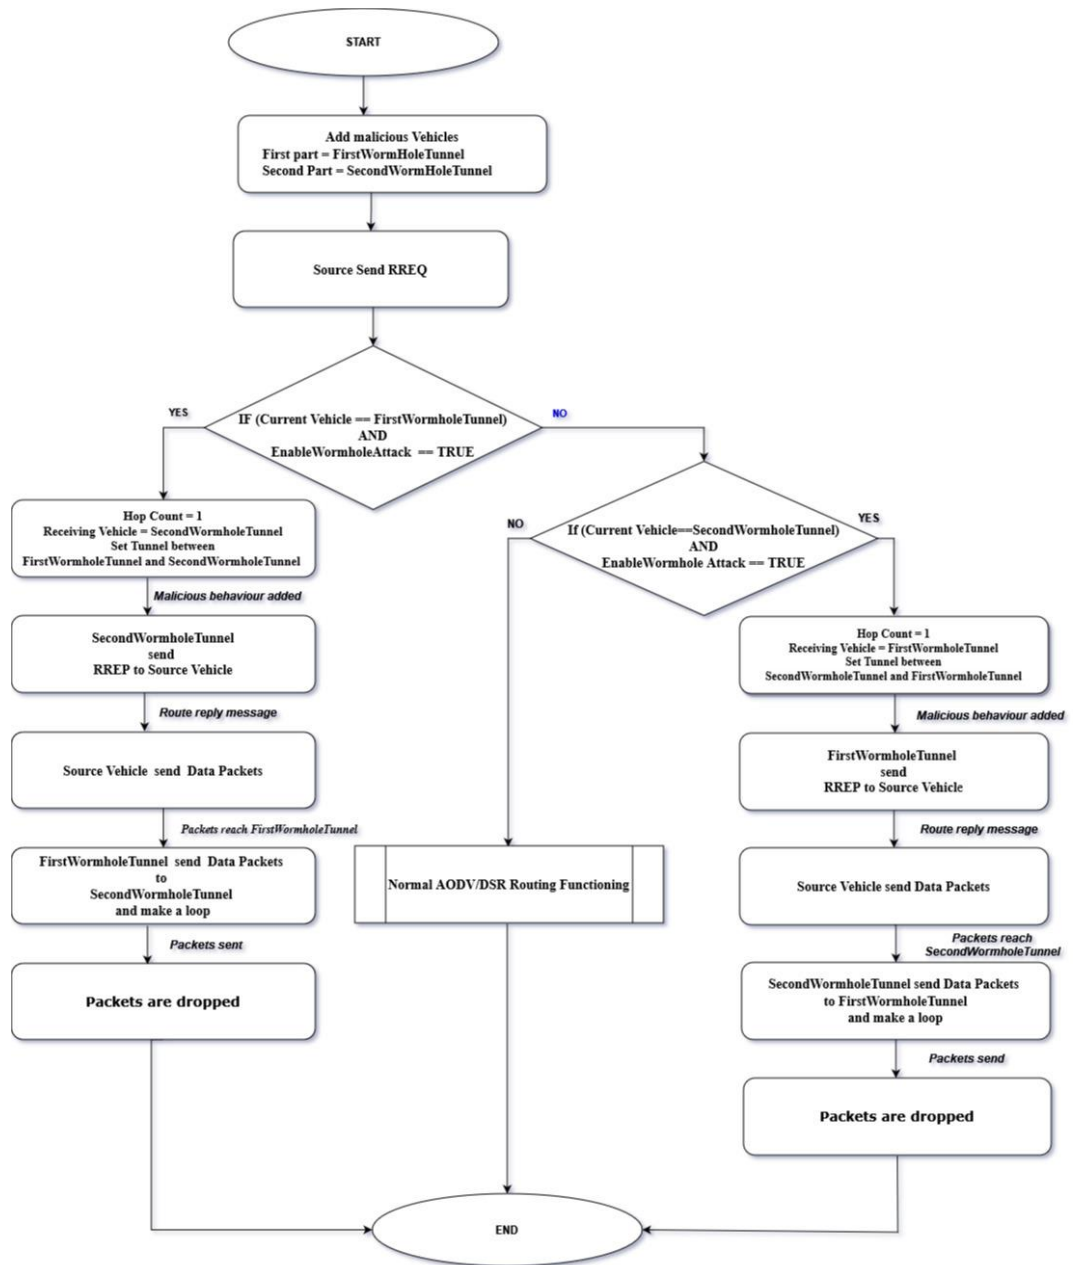 START
Add malicious Vehicles
First part = FirstWormHoleTunnel
Second Part = SecondWormHoleTunnel
Source Send RREQ
IF (Current Vehicle == FirstWormholeTunnel)
AND
EnableWormholeAttack == TRUE
YES
NO
Hop Count = 1
Receiving Vehicle = SecondWormholeTunnel
Set Tunnel between
FirstWormholeTunnel and SecondWormholeTunnel
Malicious behaviour added
SecondWormholeTunnel
send
RREP to Source Vehicle
Route reply message
Source Vehicle send Data Packets
Packets reach FirstWormholeTunnel
FirstWormholeTunnel send Data Packets
to
SecondWormholeTunnel
and make a loop
Packets sent
Packets are dropped
If (Current Vehicle==SecondWormholeTunnel)
AND
EnableWormhole Attack == TRUE
NO
YES
Normal AODV/DSR Routing Functioning
Hop Count = 1
Receiving Vehicle = FirstWormholeTunnel
Set Tunnel between
SecondWormholeTunnel and FirstWormholeTunnel
Malicious behaviour added
FirstWormholeTunnel
send
RREP to Source Vehicle
Route reply message
Source Vehicle send Data Packets
Packets reach
SecondWormholeTunnel
SecondWormholeTunnel send Data Packets
to FirstWormholeTunnel
and make a loop
Packets send
Packets are dropped
END